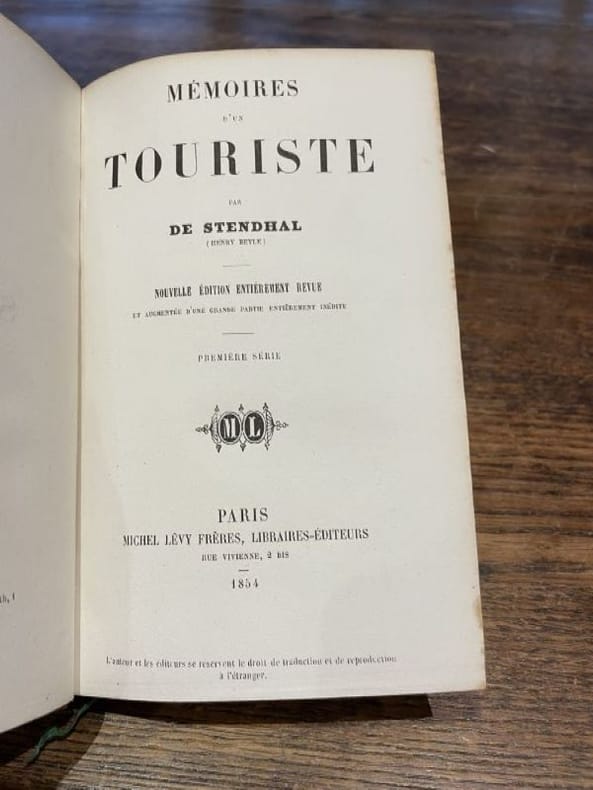 MÉMOIRES
D'UN
TOURISTE
PAR
DE STENDHAL
(HENRY BEYLE)
NOUVELLE ÉDITION ENTIÈREMENT REVUE
ET AUGMENTÉE D'UNE GRANDE PARTIE ENTIÈREMENT INÉDITE
PREMIÈRE SÉRIE
ML
PARIS
MICHEL LÉVY FRÈRES, LIBRAIRES-ÉDITEURS
RUE VIVIENNE, 2 BIS
1854
L'auteur et les éditeurs se réservent le droit de traduction et de reproduction
à l'étranger.